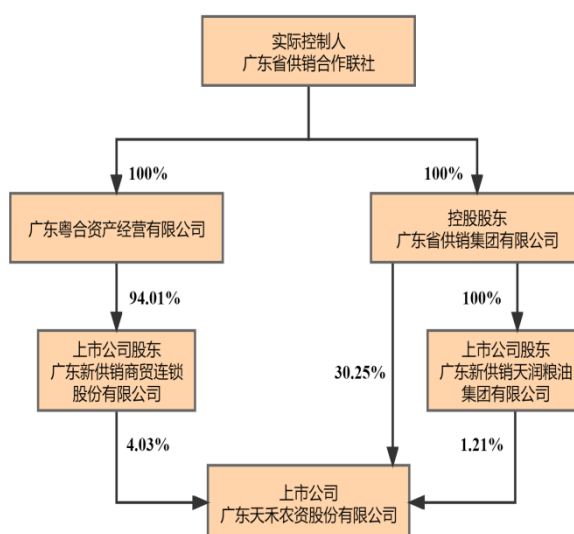 实际控制人
广东省供销合作联社
100%
100%
广东粤合资产经营有限公司
控股股东
广东省供销集团有限公司
94.01%
100%
上市公司股东
广东新供销商贸连锁
股份有限公司
30.25%
上市公司股东
广东新供销天润粮油
集团有限公司
4.03%
1.21%
上市公司
广东天禾农资股份有限公司